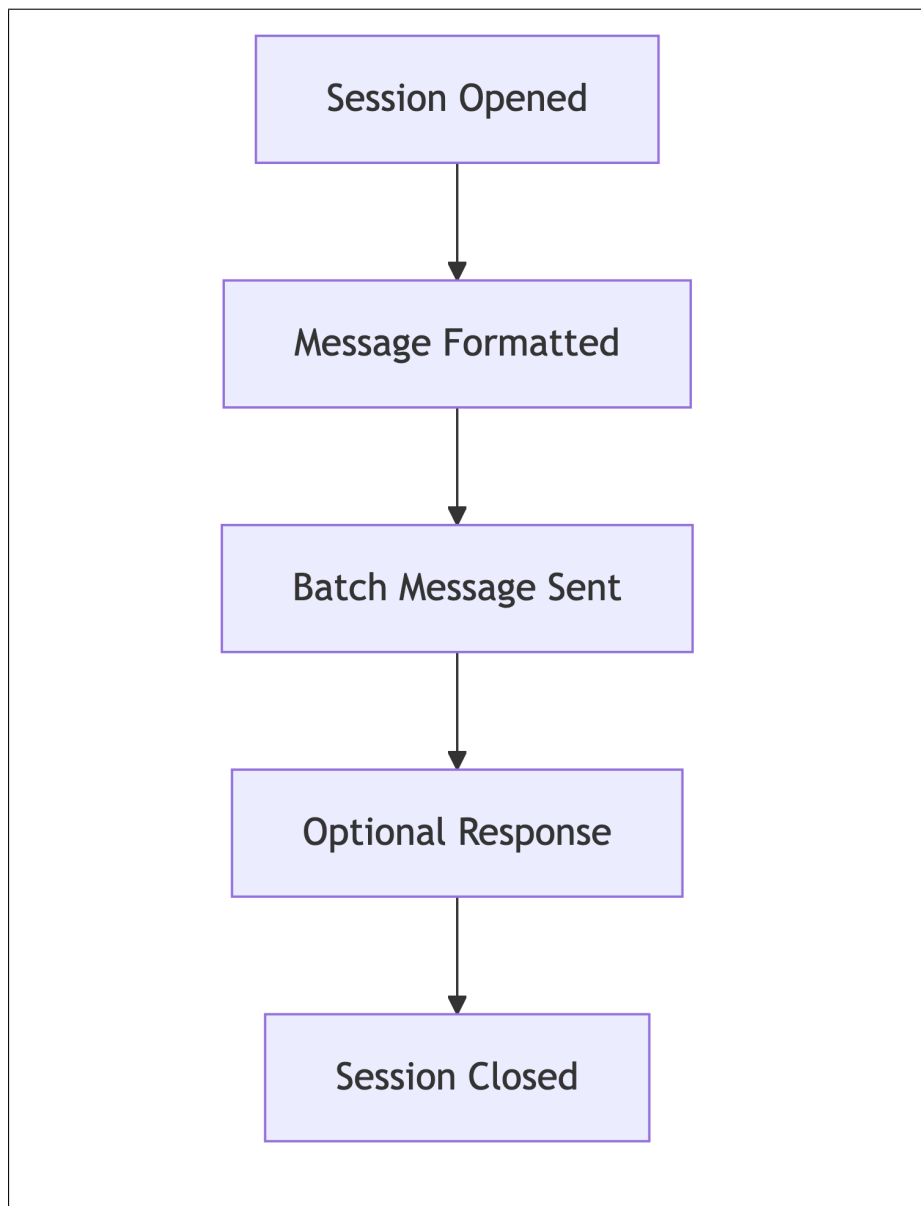 Session Opened
Message Formatted
Batch Message Sent
Optional Response
Session Closed